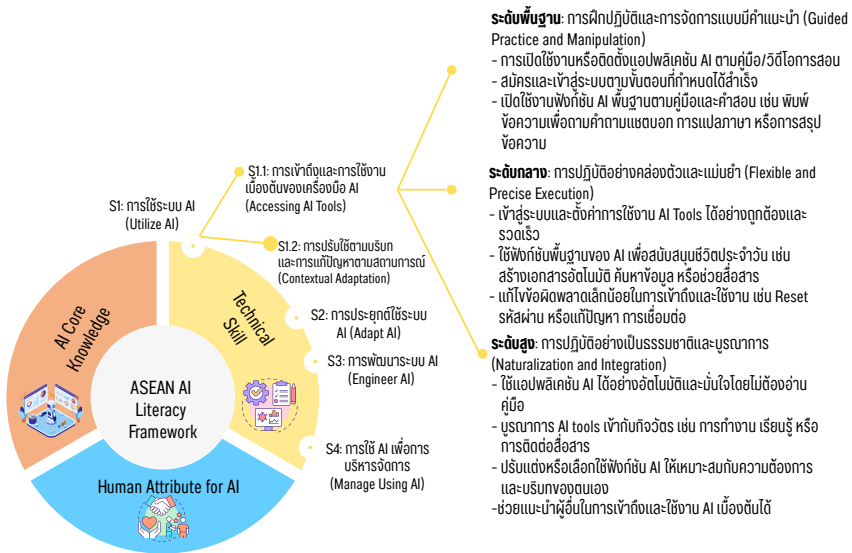 ระดับพื้นฐาน: การฝึกปฏิบัติและการจัดการแบบมีคำแนะนำ (Guided
Practice and Manipulation)
- การเปิดใช้งานหรือติดตั้งแอปพลิเคชัน AI ตามคู่มือ/วิดีโอการสอน
- สมัครและเข้าสู่ระบบตามขั้นตอนที่กำหนดได้สำเร็จ
- เปิดใช้งานฟังก์ชัน AI พื้นฐานตามคู่มือและคำสอน เช่น พิมพ์
ข้อความเพื่อถามคำถามแชตบอท การแปลภาษา หรือการสรุป
ข้อความ
ระดับกลาง: การปฏิบัติอย่างคล่องตัวและแม่นยำ (Flexible and
Precise Execution)
- เข้าสู่ระบบและตั้งค่าการใช้งาน AI Tools ได้อย่างถูกต้องและ
รวดเร็ว
- ใช้ฟังก์ชันพื้นฐานของ AI เพื่อสนับสนุนชีวิตประจำวัน เช่น
สร้างเอกสารอัตโนมัติ ค้นหาข้อมูล หรือช่วยสื่อสาร
- แก้ไขข้อผิดพลาดเล็กน้อยในการเข้าถึงและใช้งาน เช่น Reset
รหัสผ่าน หรือแก้ปัญหา การเชื่อมต่อ
ระดับสูง: การปฏิบัติอย่างเป็นธรรมชาติและบูรณาการ
(Naturalization and Integration)
- ใช้แอปพลิเคชัน AI ได้อย่างอัตโนมัติและมั่นใจโดยไม่ต้องอ่าน
คู่มือ
- บูรณาการ AI tools เข้ากับกิจวัตร เช่น การทำงาน เรียนรู้ หรือ
การติดต่อสื่อสาร
- ปรับแต่งหรือเลือกใช้ฟังก์ชัน AI ให้เหมาะสมกับความต้องการ
และบริบทของตนเอง
-ช่วยแนะนำผู้อื่นในการเข้าถึงและใช้งาน AI เบื้องต้นได้
S1.1: การเข้าถึงและการใช้งาน
เบื้องต้นของเครื่องมือ AI
(Accessing AI Tools)
S1: การใช้ระบบ AI
(Utilize AI)
S1.2: การปรับใช้ตามบริบท
และการแก้ปัญหาตามสถานการณ์
(Contextual Adaptation)
S2: การประยุกต์ใช้ระบบ
AI (Adapt AI)
S3: การพัฒนาระบบ AI
(Engineer AI)
S4: การใช้ AI เพื่อการ
บริหารจัดการ
(Manage Using AI)
AI Core
Knowledge
Technical
Skill
ASEAN AI
Literacy
Framework
Human Attribute for AI